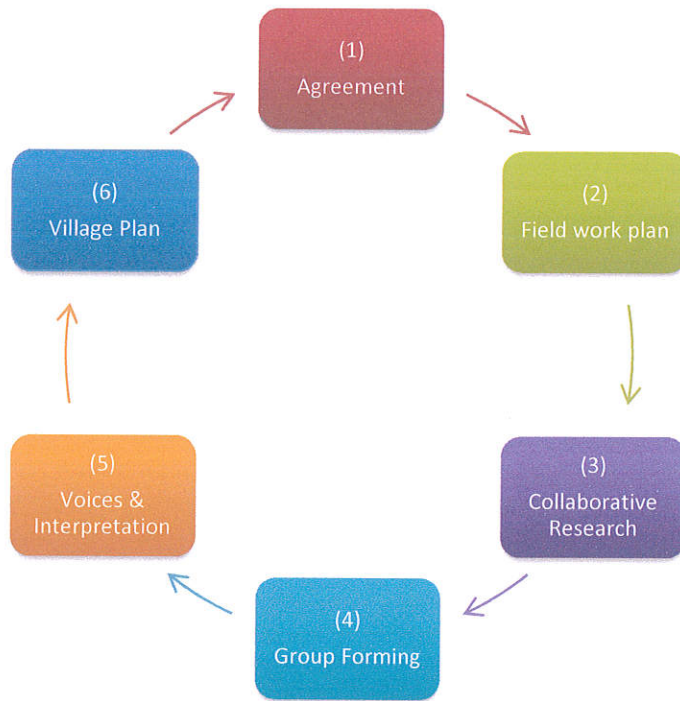 (1)
Agreement
(2)
Field work plan
(3)
Collaborative
Research
(4)
Group Forming
(5)
Voices &
Interpretation
(6)
Village Plan